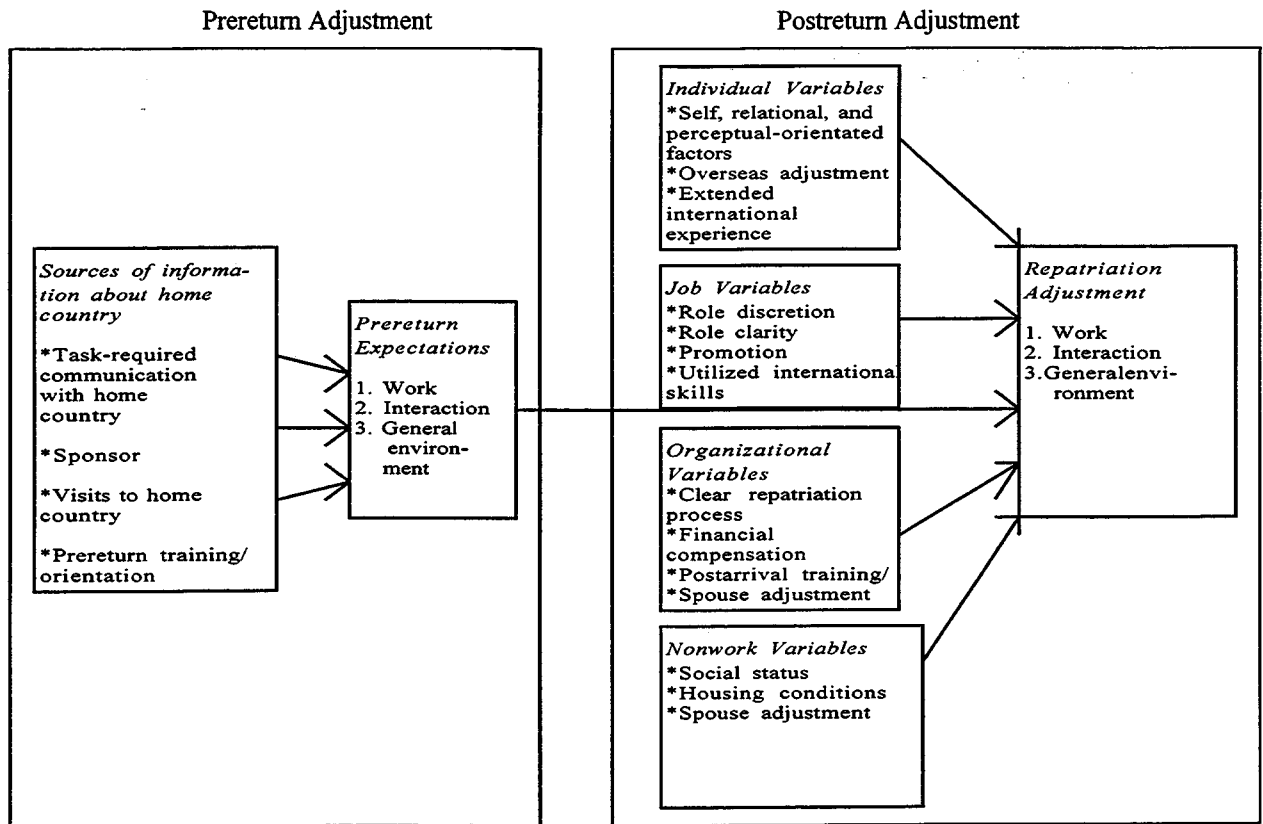 Prereturn Adjustment
Postreturn Adjustment
Sources of informa-
tion about home
country
*Task-required
communication
with home
country
*Sponsor
*Visits to home
country
*Prereturn training/
orientation
Prereturn
Expectations
1. Work
2. Interaction
3. General
environ-
ment
Individual Variables
*Self, relational, and
perceptual-orientated
factors
*Overseas adjustment
*Extended
international
experience
Job Variables
*Role discretion
*Role clarity
*Promotion
*Utilized international
skills
Organizational
Variables
*Clear repatriation
process
*Financial
compensation
*Postarrival training/
*Spouse adjustment
Nonwork Variables
*Social status
*Housing conditions
*Spouse adjustment
Repatriation
Adjustment
1. Work
2. Interaction
3.Generalenvi-
ronment